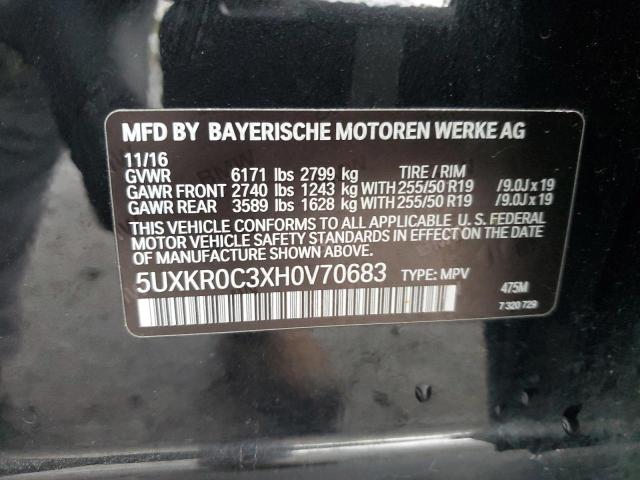 MFD BY BAYERISCHE MOTOREN WERKE AG
11/16
GVWR 6171 lbs 2799 kg TIRE / RIM
GAWR FRONT 2740 lbs 1243 kg WITH 255/50 R19 /9.0J x 19
GAWR REAR 3589 lbs 1628 kg WITH 255/50 R19 /9.0J x 19
THIS VEHICLE CONFORMS TO ALL APPLICABLE U. S. FEDERAL
MOTOR VEHICLE SAFETY STANDARDS IN EFFECT ON THE DATE
OF MANUFACTURE SHOWN ABOVE.
5UXKR0C3XH0V70683 TYPE: MPV 475M
7 320 729